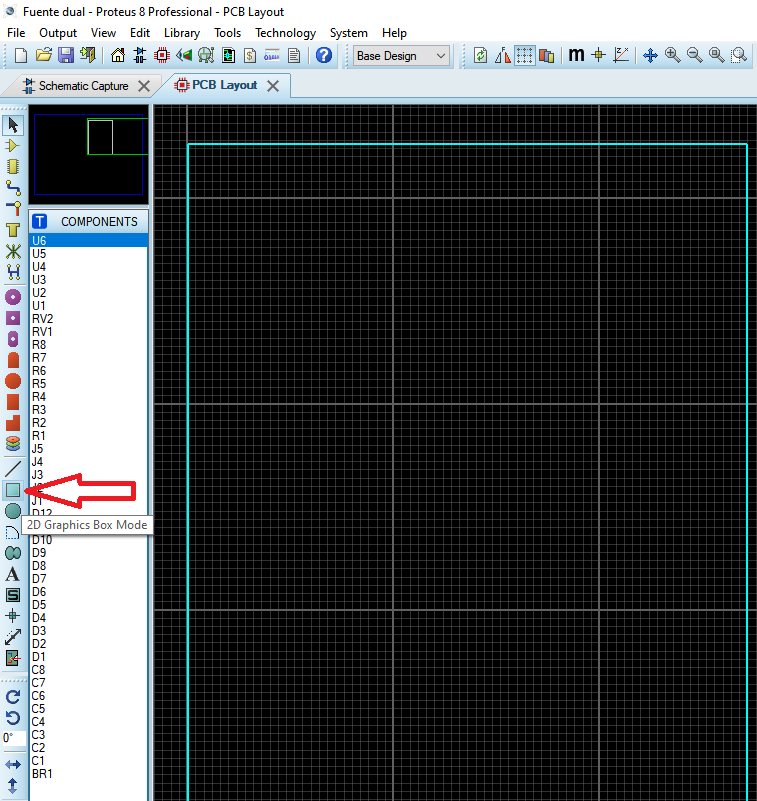 Fuente dual - Proteus 8 Professional - PCB Layout
File Output View Edit Library Tools Technology System Help
$ ? Base Design m
Schematic Capture PCB Layout
T COMPONENTS
U6
U5
U4
U3
U2
U1
RV2
RV1
R8
R7
R6
R5
R4
R3
R2
R1
J5
J4
J3
J1
D12
2D Graphics Box Mode
D10
D9
D8
D7
A
D6
S
D5
D4
D3
D2
D1
C8
C7
C6
C5
C4
0°
C3
C2
C1
BR1